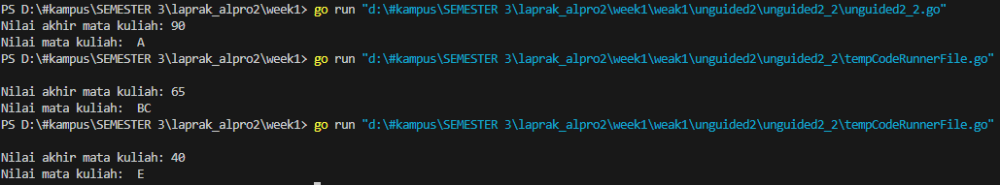 PS D:\#kampus\SEMESTER 3\laprak_alpro2\week1> go run "d:\#kampus\SEMESTER 3\laprak_alpro2\week1\weak1\unguided2\unguided2_2\unguided2_2.go"
Nilai akhir mata kuliah: 90
Nilai mata kuliah:  A
PS D:\#kampus\SEMESTER 3\laprak_alpro2\week1> go run "d:\#kampus\SEMESTER 3\laprak_alpro2\week1\weak1\unguided2\unguided2_2\tempCodeRunnerFile.go"
Nilai akhir mata kuliah: 65
Nilai mata kuliah:  BC
PS D:\#kampus\SEMESTER 3\laprak_alpro2\week1> go run "d:\#kampus\SEMESTER 3\laprak_alpro2\week1\weak1\unguided2\unguided2_2\tempCodeRunnerFile.go"
Nilai akhir mata kuliah: 40
Nilai mata kuliah:  E